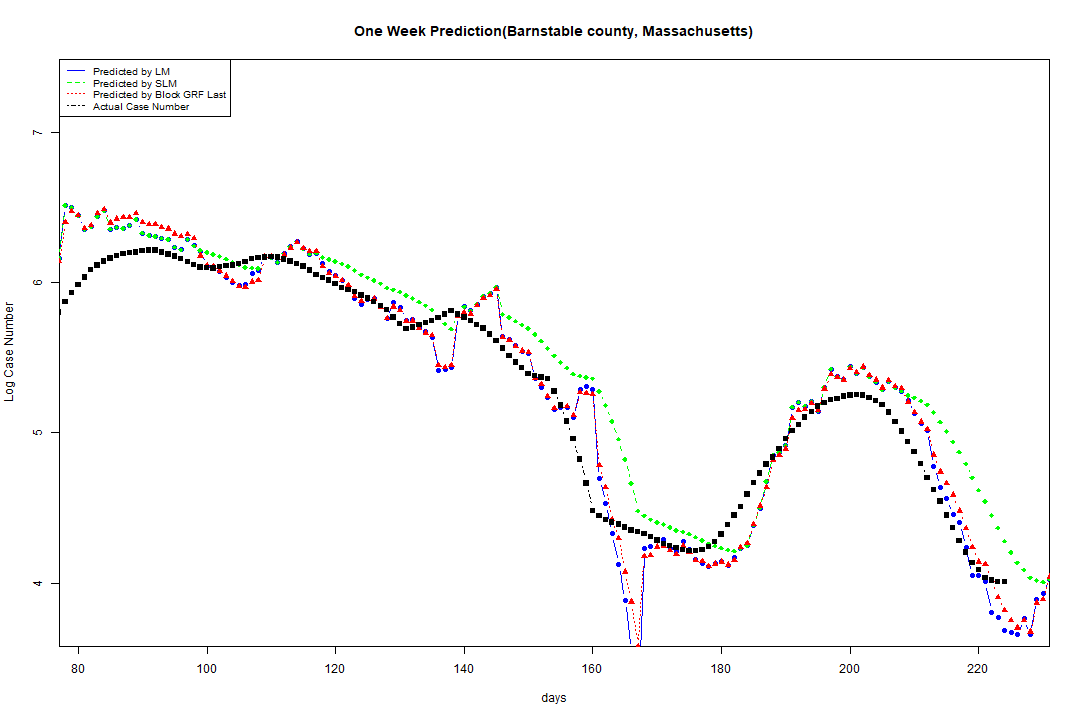 One Week Prediction(Barnstable county, Massachusetts)
Predicted by LM
Predicted by SLM
Predicted by Block GRF Last
Actual Case Number
7
6
5
4
Log Case Number
80 100 120 140 160 180 200 220
days